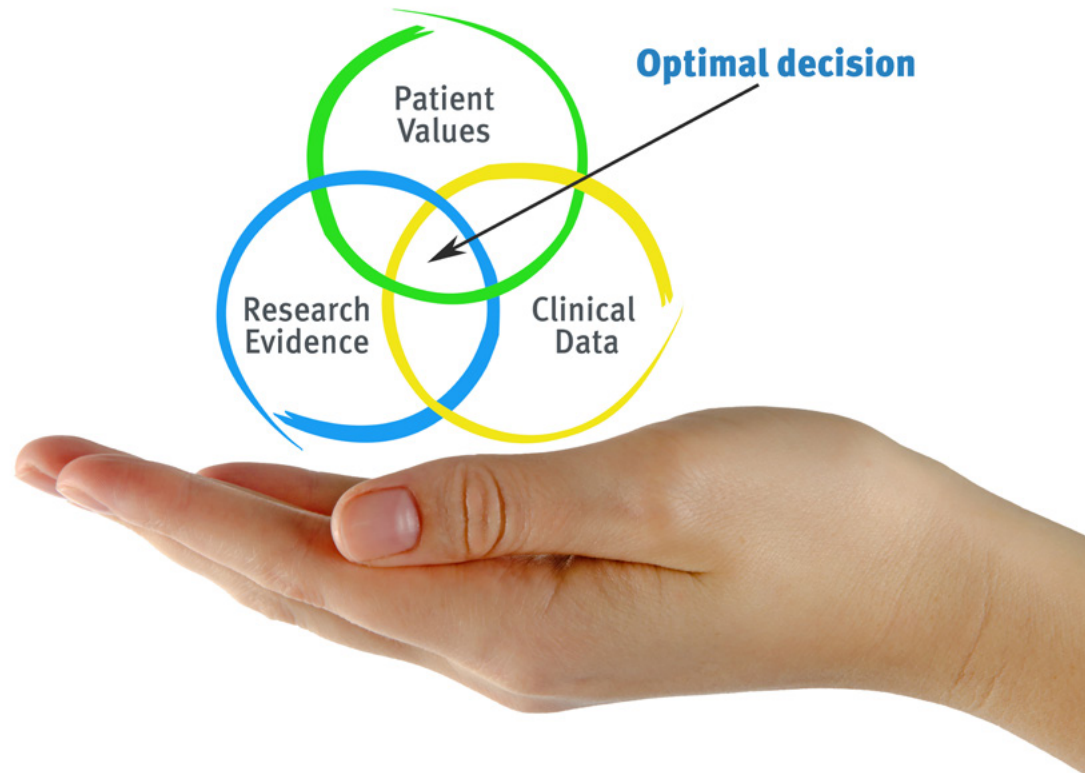 Optimal decision
Patient
Values
Research
Evidence
Clinical
Data